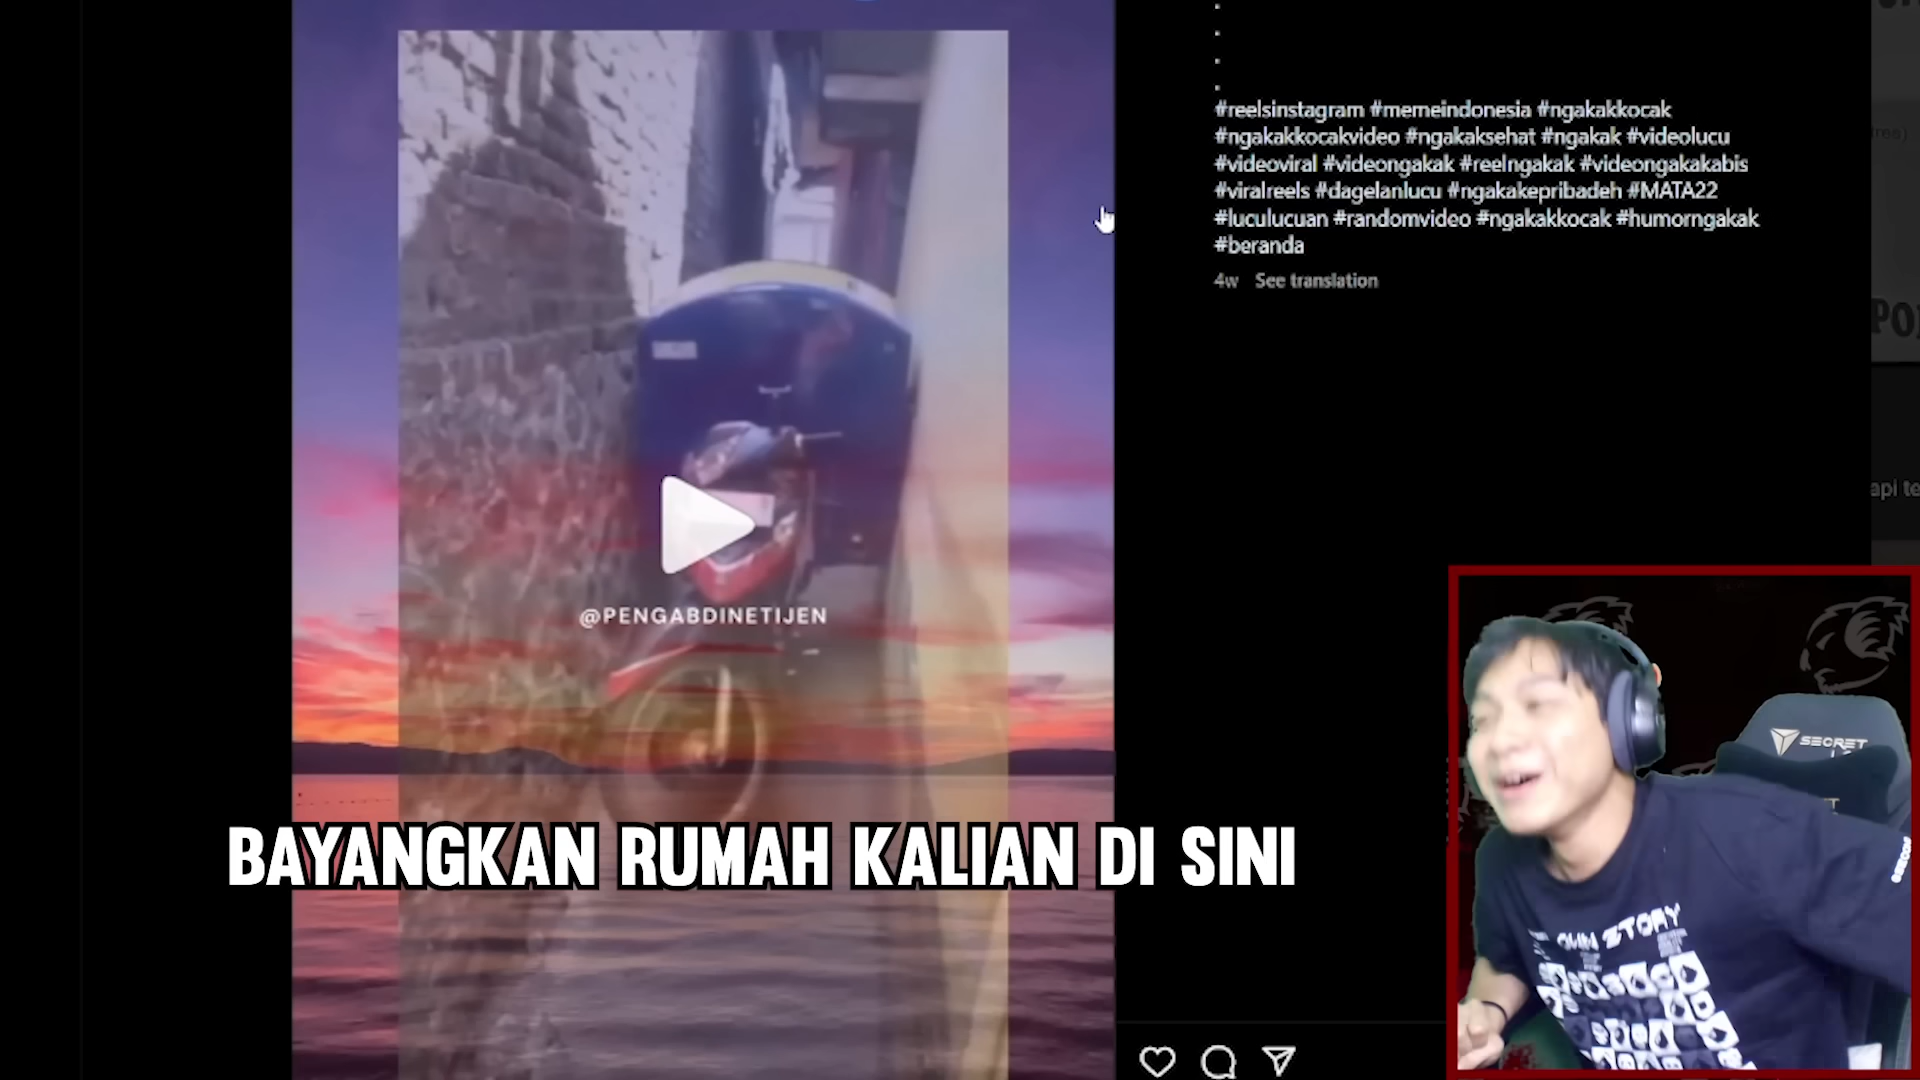 #reelsinstagram #memeindonesia #ngakakkocak
#ngakakkocakvideo #ngakaksehat #ngakak #videolucu
#videoviral #videongakak #reelngakak #videongakakabis
#viralreels #dagelanlucu #ngakakepribadeh #MATA22
#luculucuan #randomvideo #ngakakkocak #humorngakak
#beranda
4w See translation
@PENGABDINETIJEN
BAYANGKAN RUMAH KALIAN DI SINI
SECRET
STORY